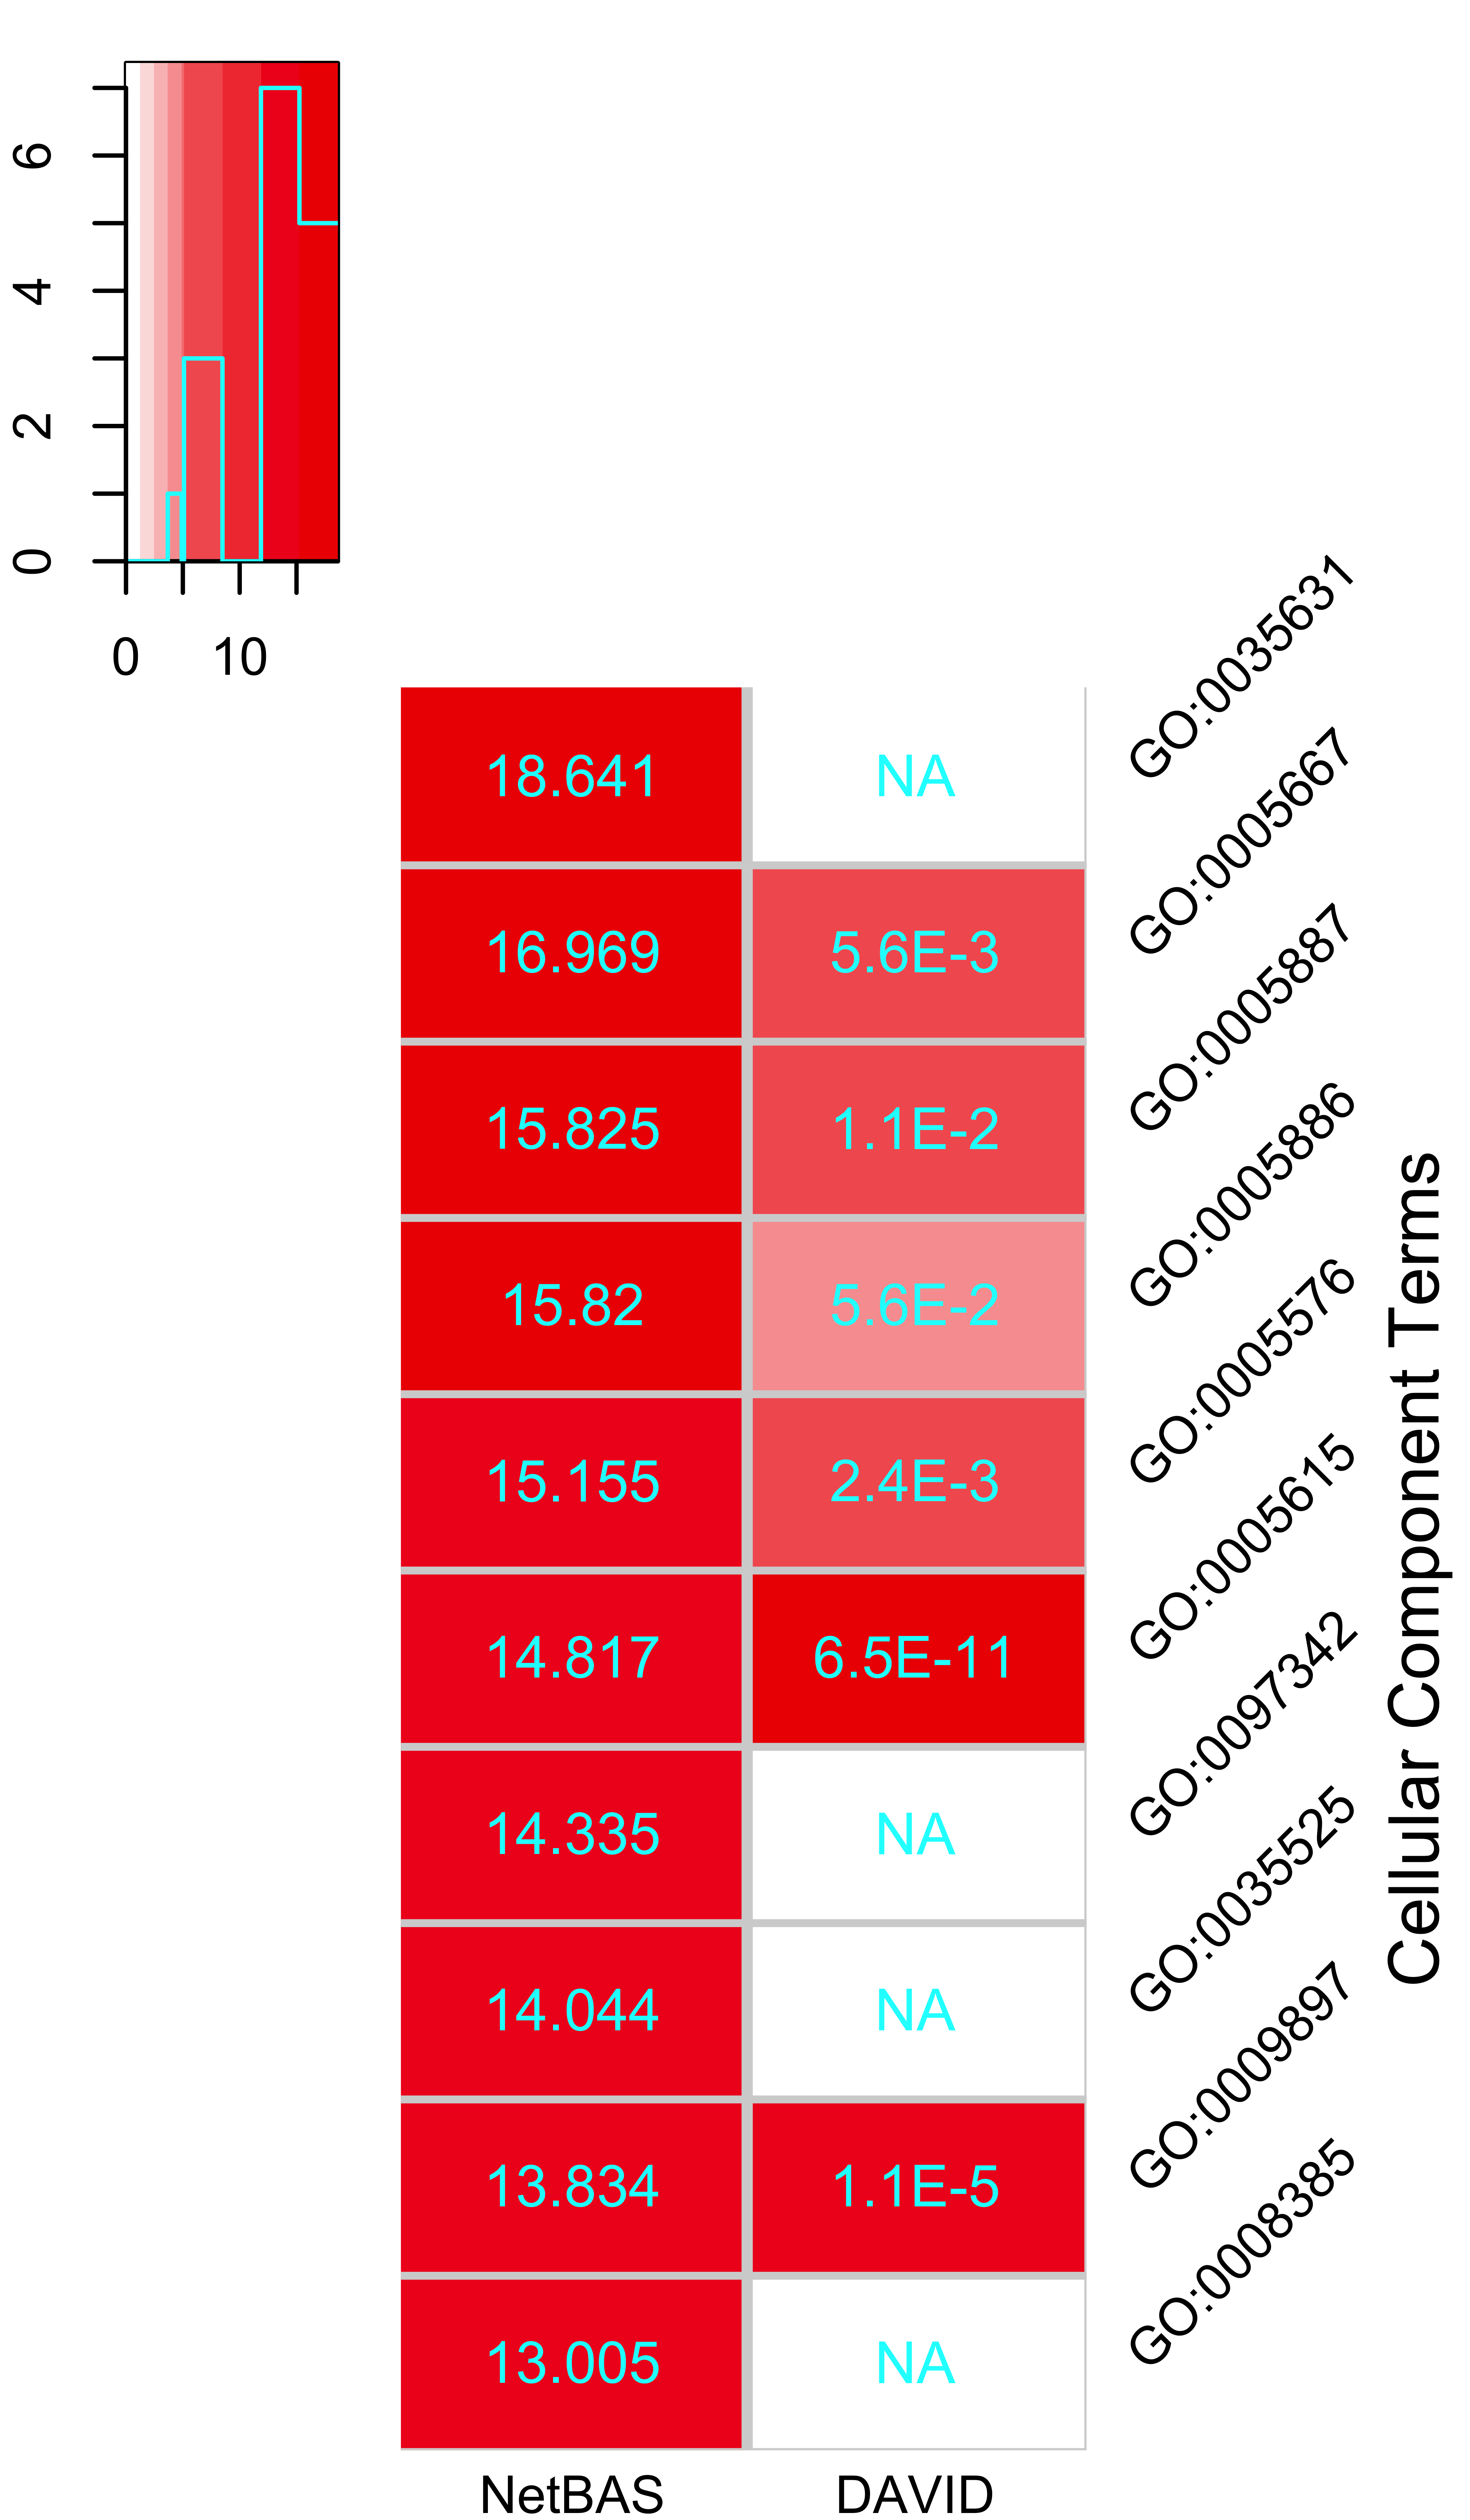 6
4
2
0
0 10
GO:0035631
18.641 NA
GO:0005667
16.969 5.6E-3
GO:0005887
15.825 1.1E-2
GO:0005886
15.82 5.6E-2
GO:0005576
15.155 2.4E-3
GO:0005615
14.817 6.5E-11
GO:0097342
14.335 NA
GO:0035525
14.044 NA
GO:0009897
13.834 1.1E-5
GO:0008385
13.005 NA
Cellular Component Terms
NetBAS DAVID